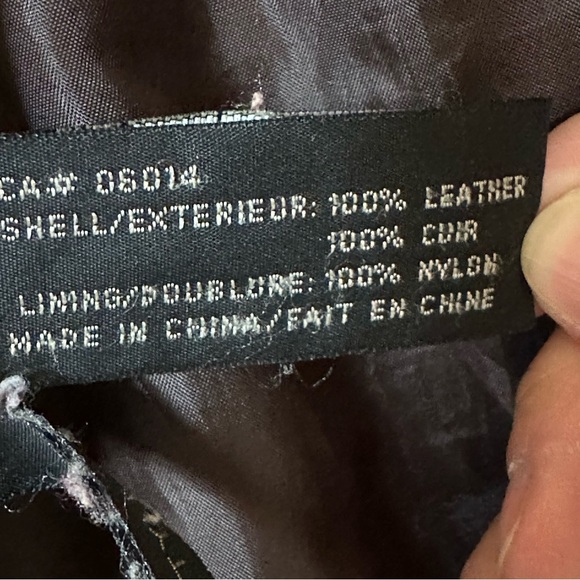 CA# 06014
SHELL/EXTERIEUR: 100% LEATHER
100% CUIR
LINING/DOUBLURE: 100% NYLON
MADE IN CHINA/FAIT EN CHINE